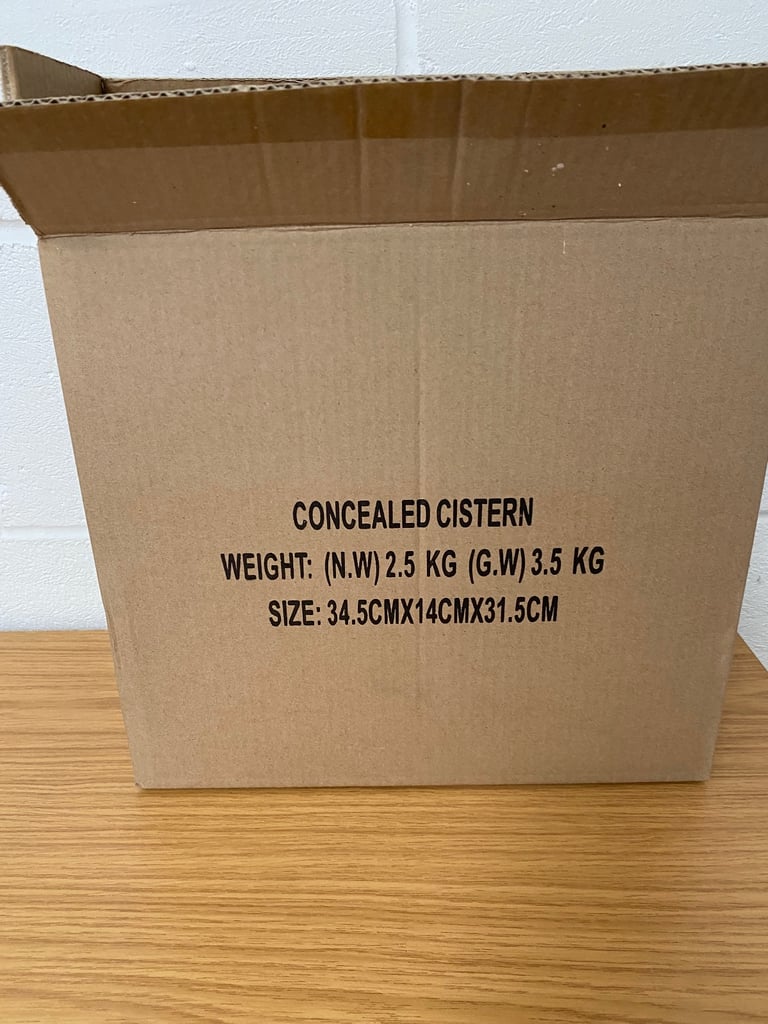 CONCEALED CISTERN
WEIGHT: (N.W) 2.5 KG (G.W) 3.5 KG
SIZE: 34.5CMX14CMX31.5CM